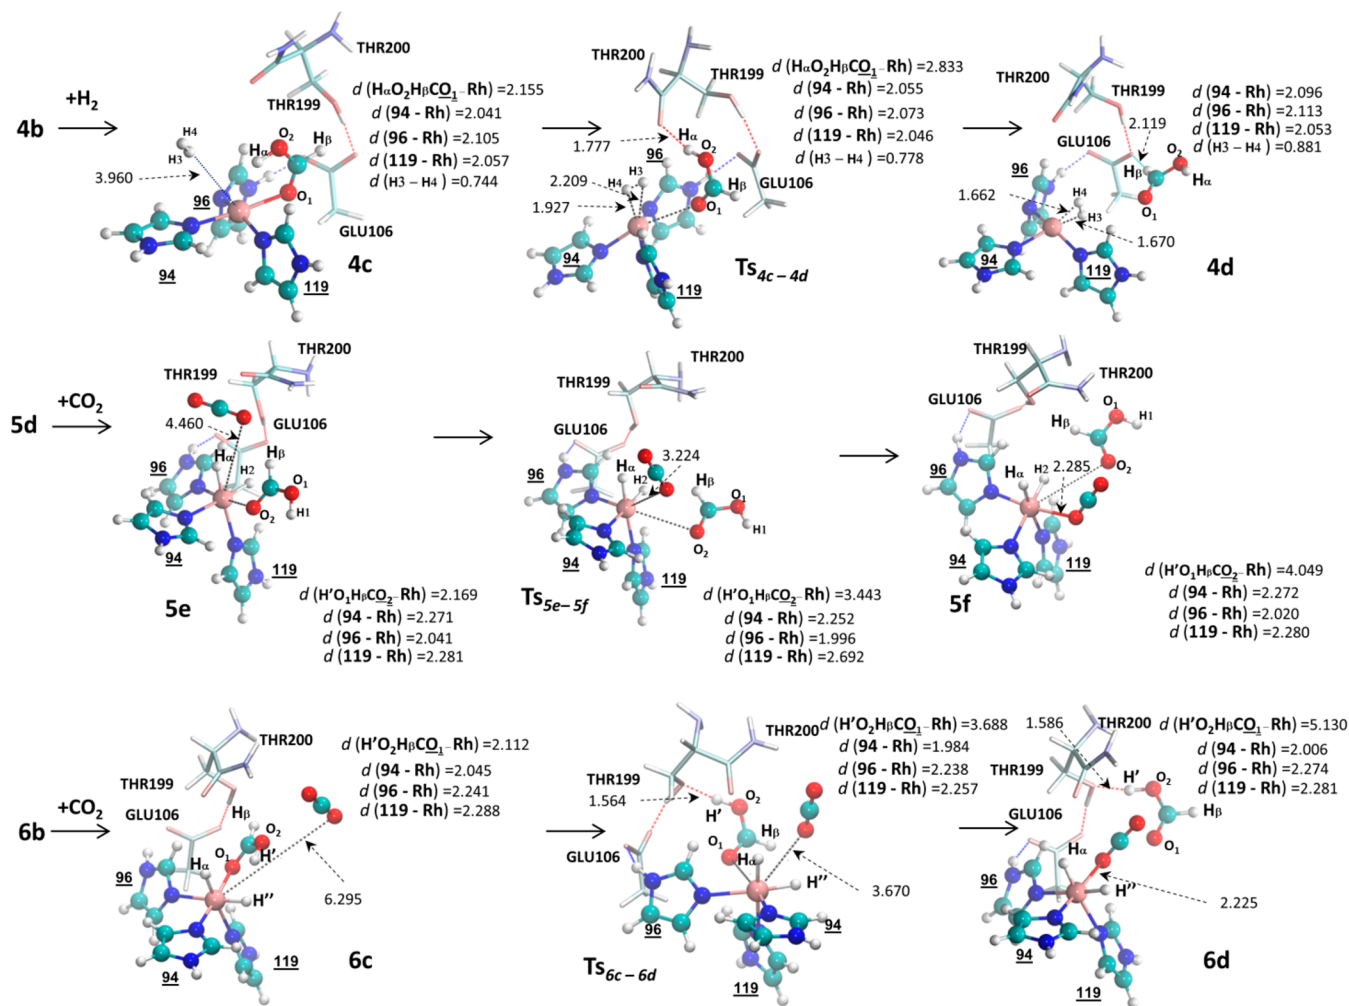 4b
+H2
THR200
THR199
d (HαO2HβCO1–Rh) =2.155
d (94 - Rh) =2.041
d (96 - Rh) =2.105
d (119 - Rh) =2.057
d (H3 – H4) =0.744
H4
H3
3.960
O2
Hα
Hβ
O1
96
GLU106
94
119
4c
THR200
THR199
d (HαO2HβCO1–Rh) =2.833
d (94 - Rh) =2.055
d (96 - Rh) =2.073
d (119 - Rh) =2.046
d (H3 – H4) =0.778
1.777
Hα
O2
96
2.209
H4
H3
1.927
Hβ
O1
GLU106
94
119
Ts4c – 4d
THR200
THR199
d (94 - Rh) =2.096
d (96 - Rh) =2.113
d (119 - Rh) =2.053
d (H3 – H4) =0.881
2.119
GLU106
96
Hβ
O2
Hα
O1
1.662
H4
H3
1.670
94
119
4d
5d
+CO2
THR200
THR199
4.460
GLU106
Hβ
Hα
H2
96
O1
O2
H1
94
119
5e
d (H’O1HβCO2–Rh) =2.169
d (94 - Rh) =2.271
d (96 - Rh) =2.041
d (119 - Rh) =2.281
THR200
THR199
GLU106
96
Hα
H2
3.224
Hβ
O1
H1
O2
94
119
Ts5e– 5f
d (H’O1HβCO2–Rh) =3.443
d (94 - Rh) =2.252
d (96 - Rh) =1.996
d (119 - Rh) =2.692
THR199
THR200
GLU106
O1
Hβ
H1
O2
96
Hα
H2
2.285
94
119
5f
d (H’O1HβCO2–Rh) =4.049
d (94 - Rh) =2.272
d (96 - Rh) =2.020
d (119 - Rh) =2.280
6b
+CO2
THR200
THR199
GLU106
d (H’O2HβCO1–Rh) =2.112
d (94 - Rh) =2.045
d (96 - Rh) =2.241
d (119 - Rh) =2.288
Hβ
O2
O1
H’
Hα
96
H’’
6.295
94
119
6c
THR200
THR199
1.564
d (H’O2HβCO1–Rh) =3.688
d (94 - Rh) =1.984
d (96 - Rh) =2.238
d (119 - Rh) =2.257
O2
H’
Hβ
O1
GLU106
Hα
H’’
3.670
96
94
119
Ts6c – 6d
1.586
THR200
d (H’O2HβCO1–Rh) =5.130
d (94 - Rh) =2.006
d (96 - Rh) =2.274
d (119 - Rh) =2.281
THR199
H’
O2
Hβ
O1
GLU106
Hα
96
H’’
2.225
94
119
6d